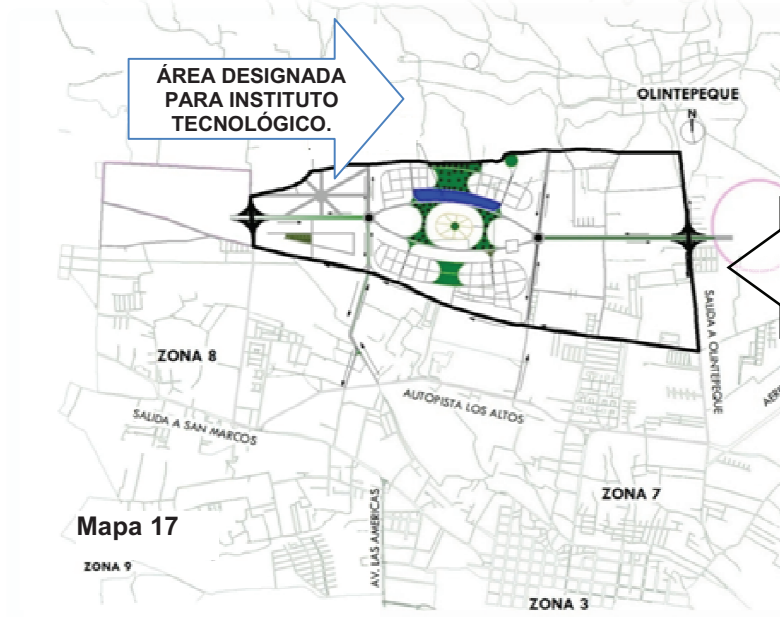 ÁREA DESIGNADA
PARA INSTITUTO
TECNOLÓGICO.
OLINTEPEQUE
N
SALIDA A OLINTEPEQUE
ZONA 8
AUTOPISTA LOS ALTOS
SALIDA A SAN MARCOS
ZONA 7
Mapa 17
AV. LAS AMERICAS
ZONA 9
ZONA 3